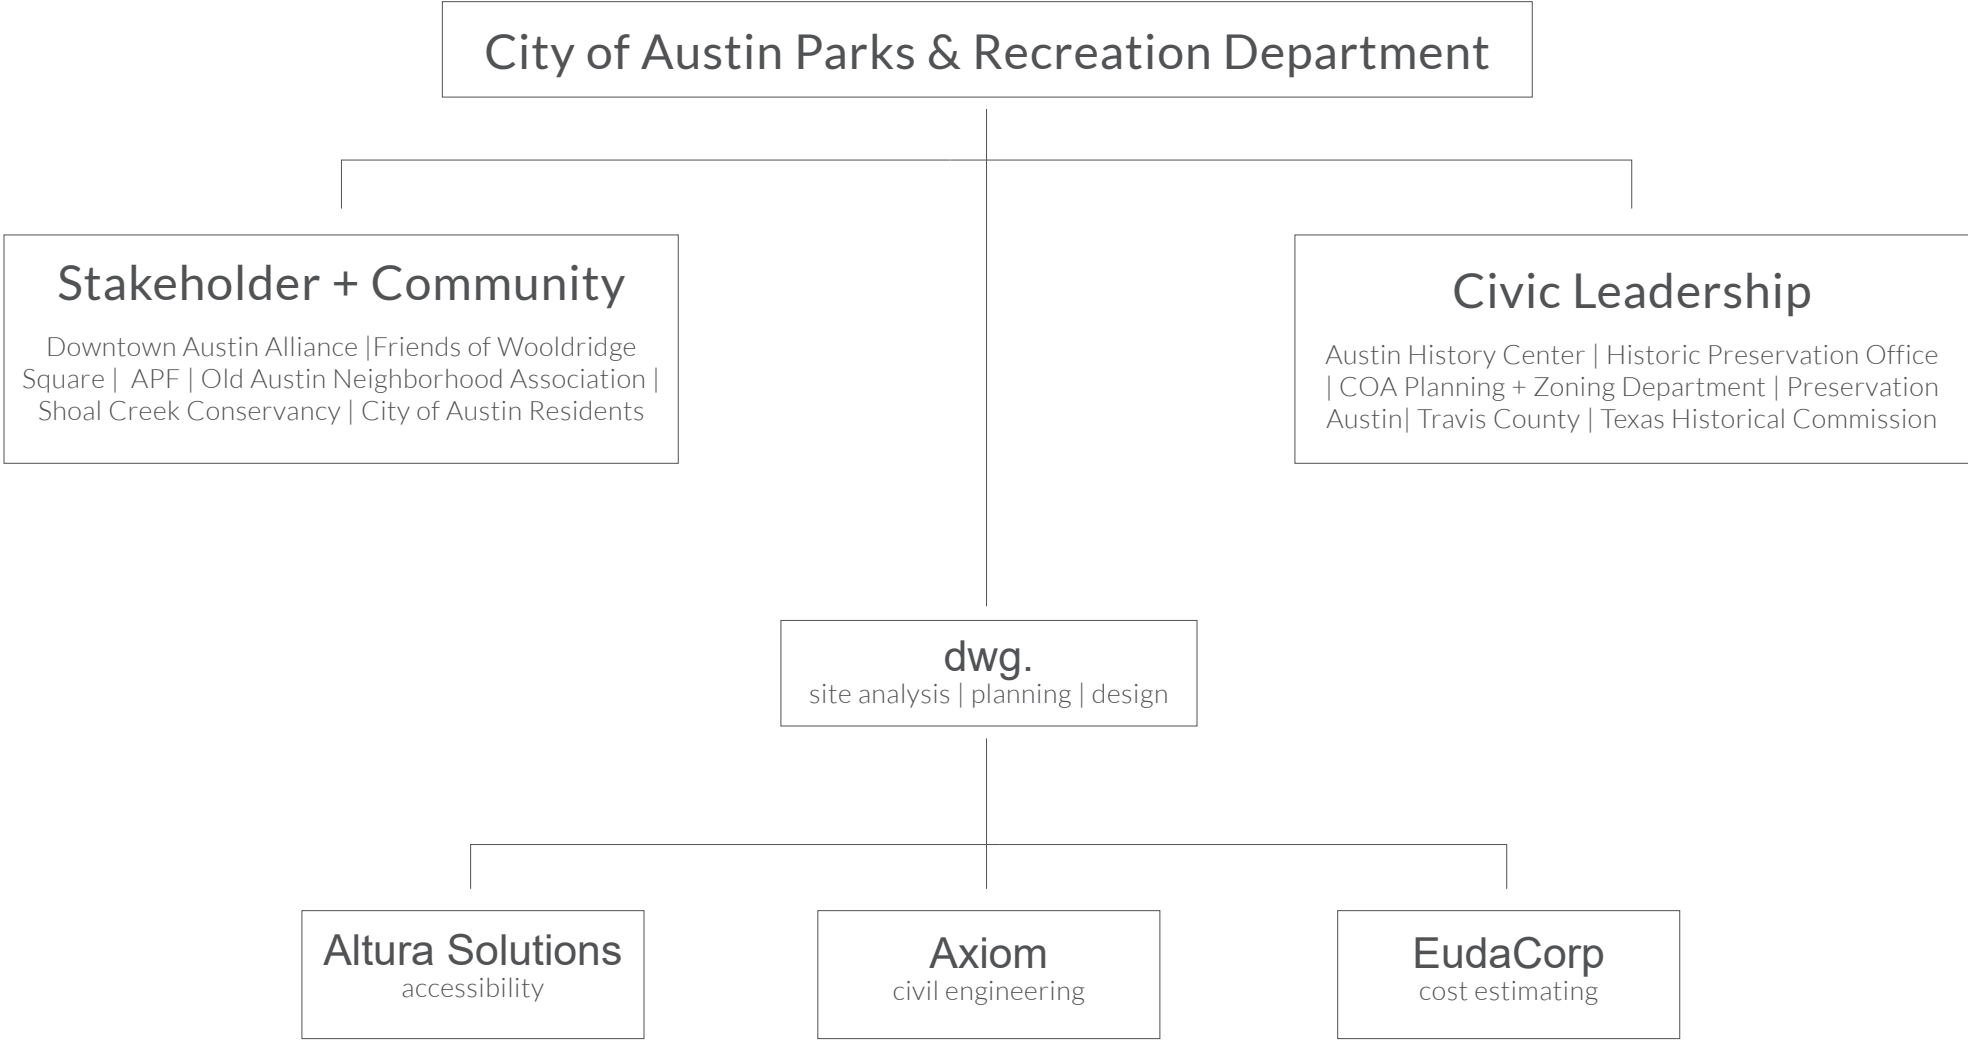 City of Austin Parks & Recreation Department
Stakeholder + Community
Downtown Austin Alliance |Friends of Wooldridge
Square | APF | Old Austin Neighborhood Association |
Shoal Creek Conservancy | City of Austin Residents
Civic Leadership
Austin History Center | Historic Preservation Office
| COA Planning + Zoning Department | Preservation
Austin| Travis County | Texas Historical Commission
dwg.
site analysis | planning | design
Altura Solutions
accessibility
Axiom
civil engineering
EudaCorp
cost estimating